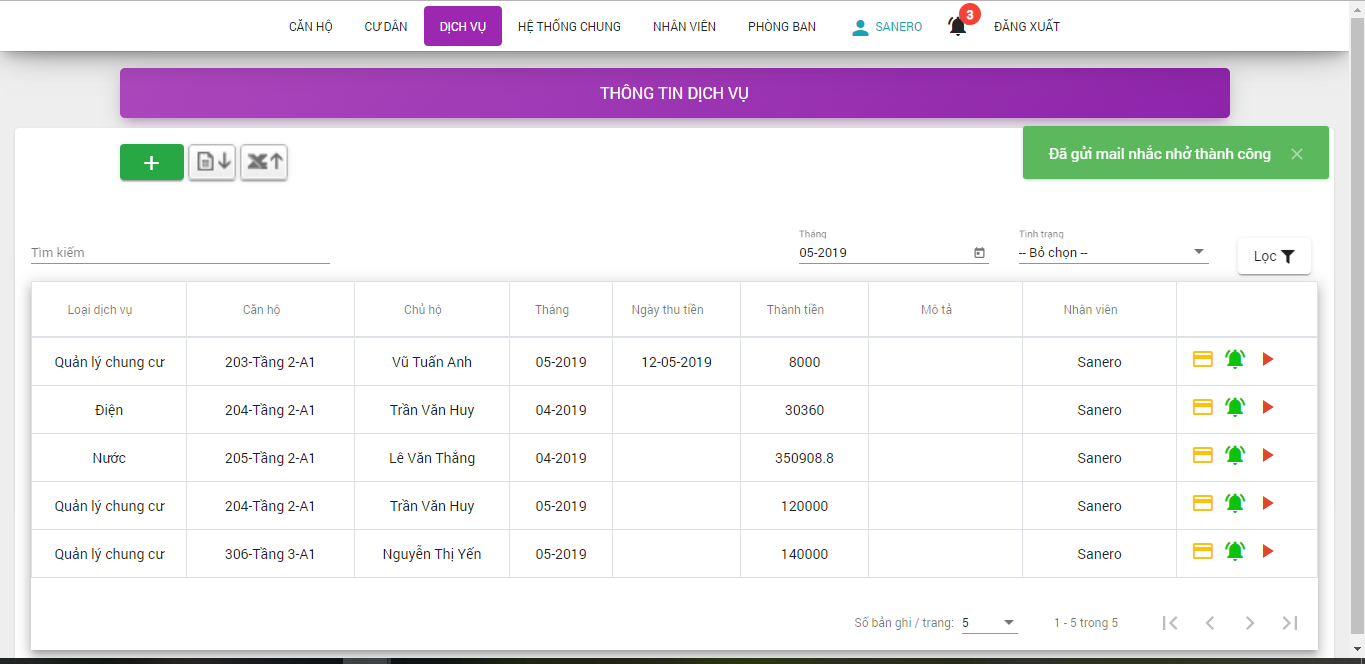 CĂN HỘ CƯ DÂN DỊCH VỤ HỆ THỐNG CHUNG NHÂN VIÊN PHÒNG BAN SANERO 3 ĐĂNG XUẤT
THÔNG TIN DỊCH VỤ
Đã gửi mail nhắc nhở thành công
Tháng Tình trạng
Tìm kiếm 05-2019 -- Bỏ chọn -- Lọc
Loại dịch vụ Căn hộ Chủ hộ Tháng Ngày thu tiền Thành tiền Mô tả Nhân viên
Quản lý chung cư 203-Tầng 2-A1 Vũ Tuấn Anh 05-2019 12-05-2019 8000 Sanero
Điện 204-Tầng 2-A1 Trần Văn Huy 04-2019 30360 Sanero
Nước 205-Tầng 2-A1 Lê Văn Thắng 04-2019 350908.8 Sanero
Quản lý chung cư 204-Tầng 2-A1 Trần Văn Huy 05-2019 120000 Sanero
Quản lý chung cư 306-Tầng 3-A1 Nguyễn Thị Yến 05-2019 140000 Sanero
Số bản ghi / trang: 5 1 - 5 trong 5